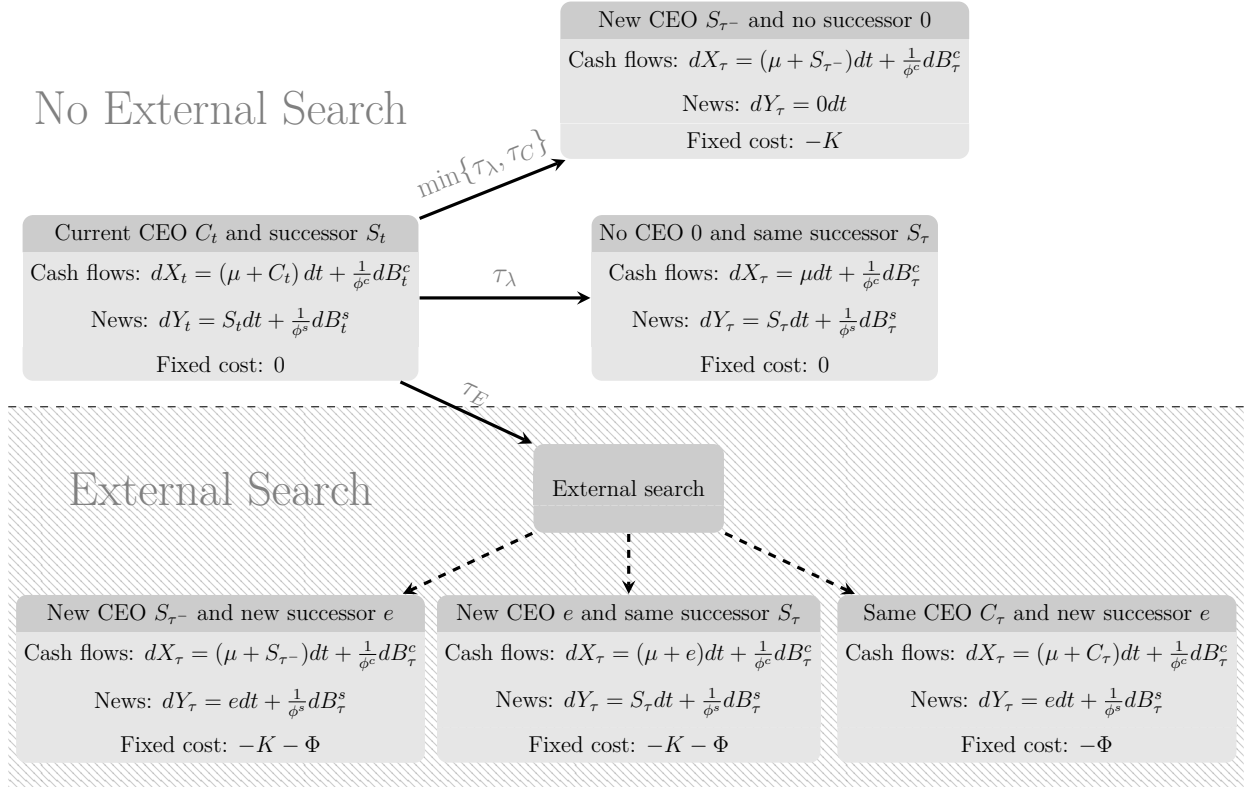 New CEO $S_{\tau^-}$ and no successor 0
Cash flows: $dX_\tau = (\mu + S_{\tau^-})dt + \frac{1}{\phi^c}dB^c_\tau$
News: $dY_\tau = 0dt$
Fixed cost: $-K$
No External Search
$\min\{\tau_\lambda, \tau_C\}$
Current CEO $C_t$ and successor $S_t$
Cash flows: $dX_t = (\mu + C_t)\,dt + \frac{1}{\phi^c}dB^c_t$
News: $dY_t = S_t dt + \frac{1}{\phi^s}dB^s_t$
Fixed cost: 0
$\tau_\lambda$
No CEO 0 and same successor $S_\tau$
Cash flows: $dX_\tau = \mu dt + \frac{1}{\phi^c}dB^c_\tau$
News: $dY_\tau = S_\tau dt + \frac{1}{\phi^s}dB^s_\tau$
Fixed cost: 0
$\tau_E$
External Search
External search
New CEO $S_{\tau^-}$ and new successor $e$
Cash flows: $dX_\tau = (\mu + S_{\tau^-})dt + \frac{1}{\phi^c}dB^c_\tau$
News: $dY_\tau = edt + \frac{1}{\phi^s}dB^s_\tau$
Fixed cost: $-K - \Phi$
New CEO $e$ and same successor $S_\tau$
Cash flows: $dX_\tau = (\mu + e)dt + \frac{1}{\phi^c}dB^c_\tau$
News: $dY_\tau = S_\tau dt + \frac{1}{\phi^s}dB^s_\tau$
Fixed cost: $-K - \Phi$
Same CEO $C_\tau$ and new successor $e$
Cash flows: $dX_\tau = (\mu + C_\tau)dt + \frac{1}{\phi^c}dB^c_\tau$
News: $dY_\tau = edt + \frac{1}{\phi^s}dB^s_\tau$
Fixed cost: $-\Phi$